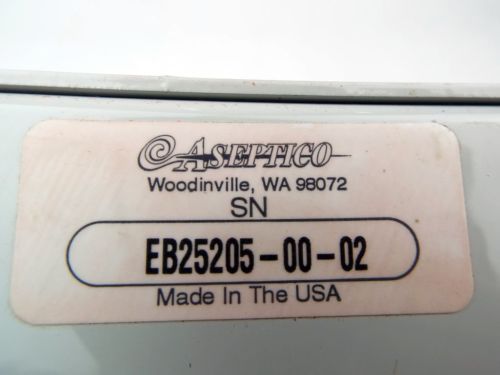 ASEPTICO
Woodinville, WA 98072
SN
EB25205-00-02
Made In The USA